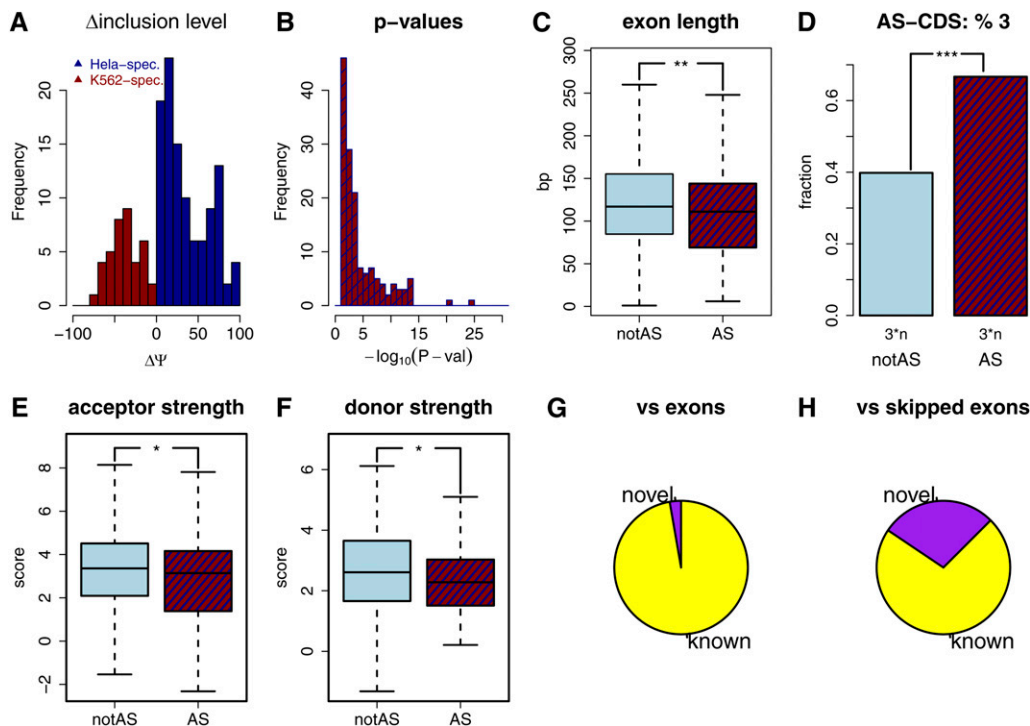 A Δinclusion level
Hela−spec.
K562−spec.
Frequency
0 5 10 15 20
−100 −50 0 50 100
ΔΨ
B p−values
Frequency
0 10 20 30 40
0 5 15 25
−log10(P − val)
C exon length
**
bp
0 50 100 150 200 250 300
notAS AS
D AS−CDS: % 3
***
fraction
0.0 0.2 0.4 0.6
3*n 3*n
notAS AS
E acceptor strength
*
score
−2 0 2 4 6 8
notAS AS
F donor strength
*
score
0 2 4 6
notAS AS
G vs exons
novel
known
H vs skipped exons
novel
known